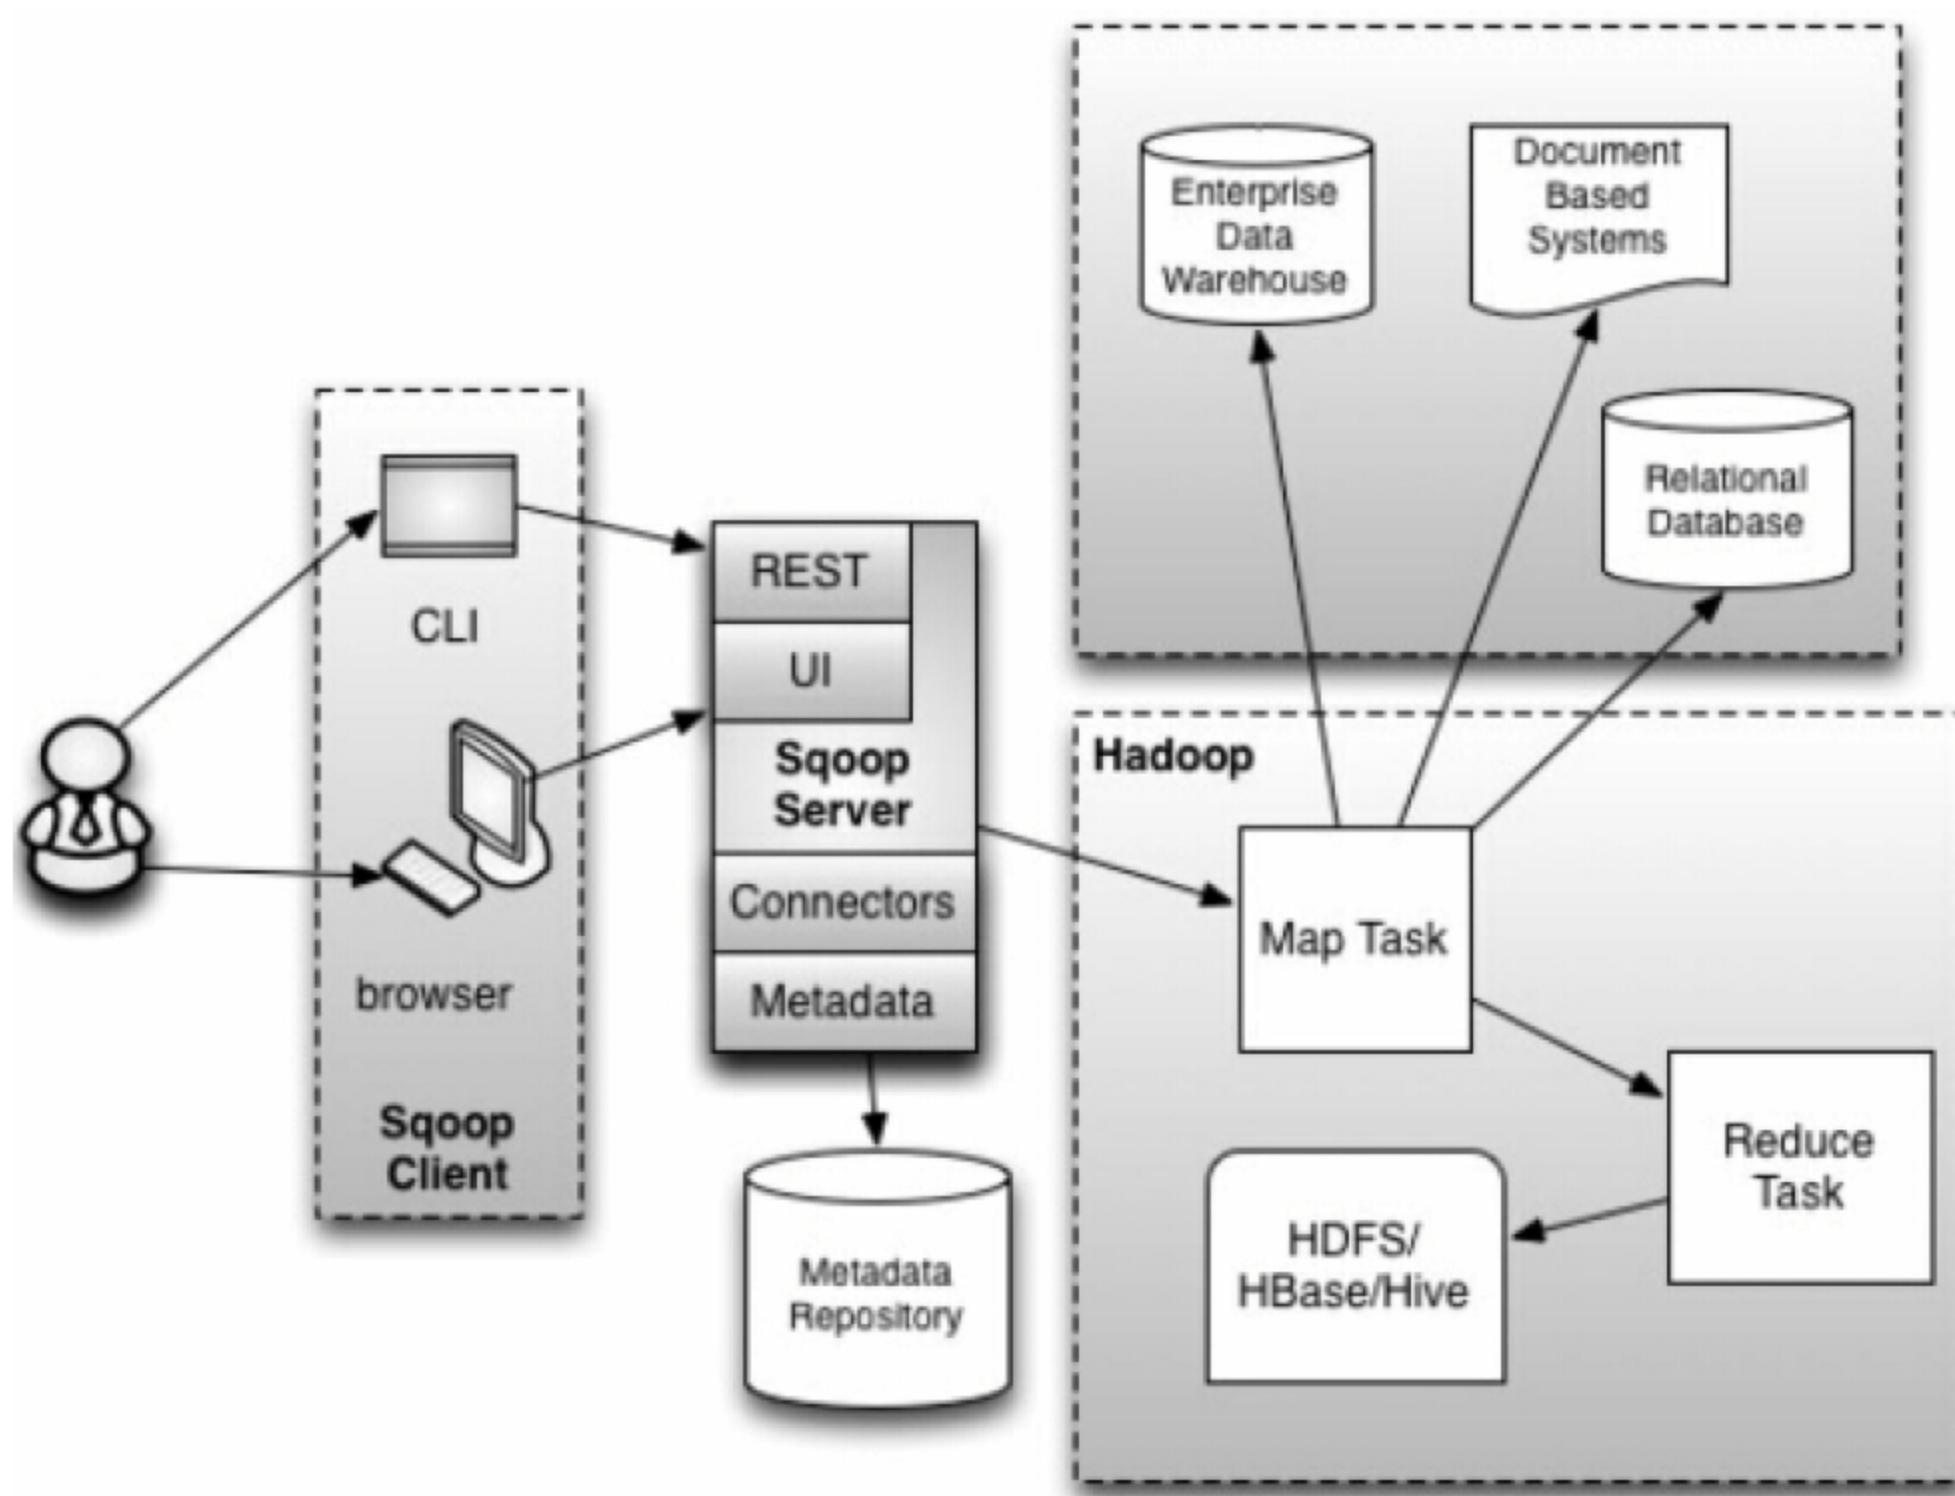 CLI
browser
Sqoop
Client
REST
UI
Sqoop
Server
Connectors
Metadata
Metadata
Repository
Enterprise
Data
Warehouse
Document
Based
Systems
Relational
Database
Hadoop
Map Task
Reduce
Task
HDFS/
HBase/Hive